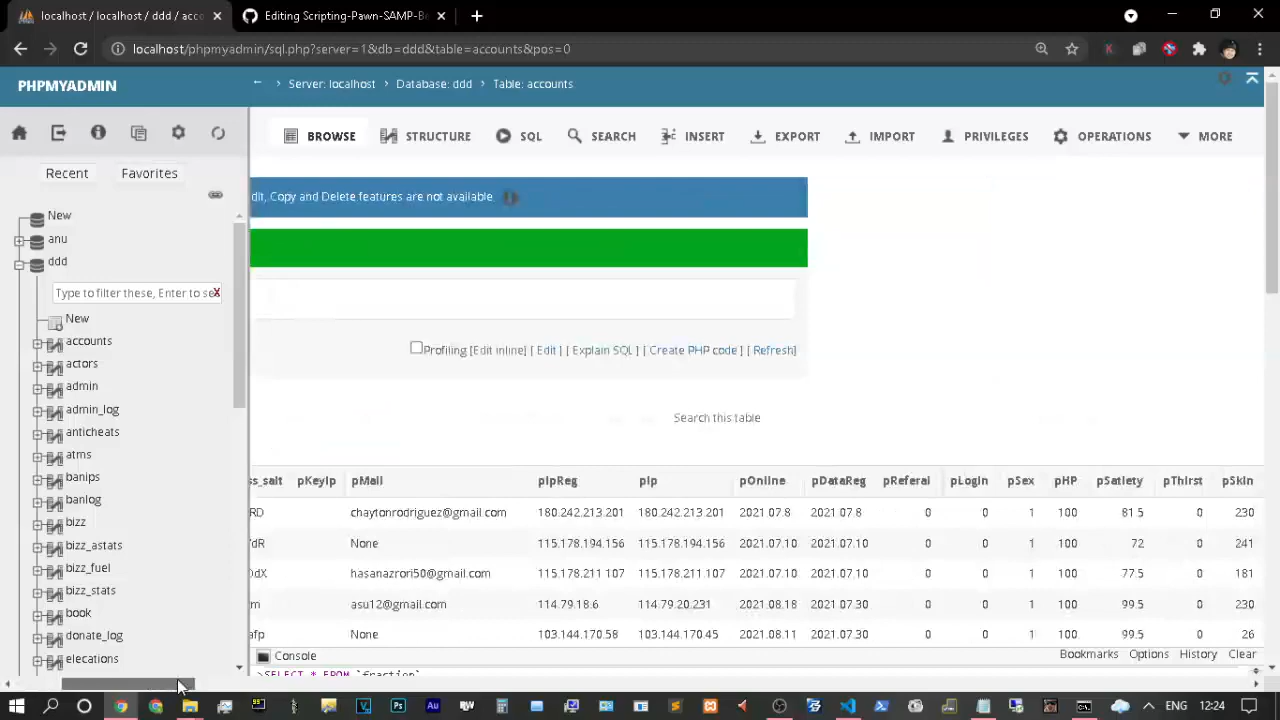 localhost / localhost / ddd / acc
Editing Scripting-Pawn-SAMP-Be
localhost/phpmyadmin/sql.php?server=1&db=ddd&table=accounts&pos=0
PHPMYADMIN
Server: localhost Database: ddd Table: accounts
BROWSE STRUCTURE SQL SEARCH INSERT EXPORT IMPORT PRIVILEGES OPERATIONS MORE
Recent Favorites
dit, Copy and Delete features are not available.
New
anu
ddd
Type to filter these, Enter to se X
New
accounts
actors
admin
admin_log
anticheats
atms
banips
banlog
bizz
bizz_astats
bizz_fuel
bizz_stats
book
donate_log
elecations
Profiling [Edit inline] [ Edit ] [ Explain SQL ] [ Create PHP code ] [ Refresh]
Search this table
ss_salt pKeyIp pMail pIpReg pIp pOnline pDataReg pReferal pLogin pSex pHP pSatiety pThirst pSkin
RD chaytonrodriguez@gmail.com 180.242.213.201 180.242.213.201 2021.07.8 2021.07.8 0 0 1 100 81.5 0 230
YdR None 115.178.194.156 115.178.194.156 2021.07.10 2021.07.10 0 0 1 100 72 0 241
DdX hasanazrori50@gmail.com 115.178.211.107 115.178.211.107 2021.07.10 2021.07.10 0 0 1 100 77.5 0 181
m asu12@gmail.com 114.79.18.6 114.79.20.231 2021.08.18 2021.07.30 0 0 1 100 99.5 0 230
afp None 103.144.170.58 103.144.170.45 2021.08.11 2021.07.30 0 0 1 100 99.5 0 26
Console Bookmarks Options History Clear
>SELECT * FROM `fraction`
12:24